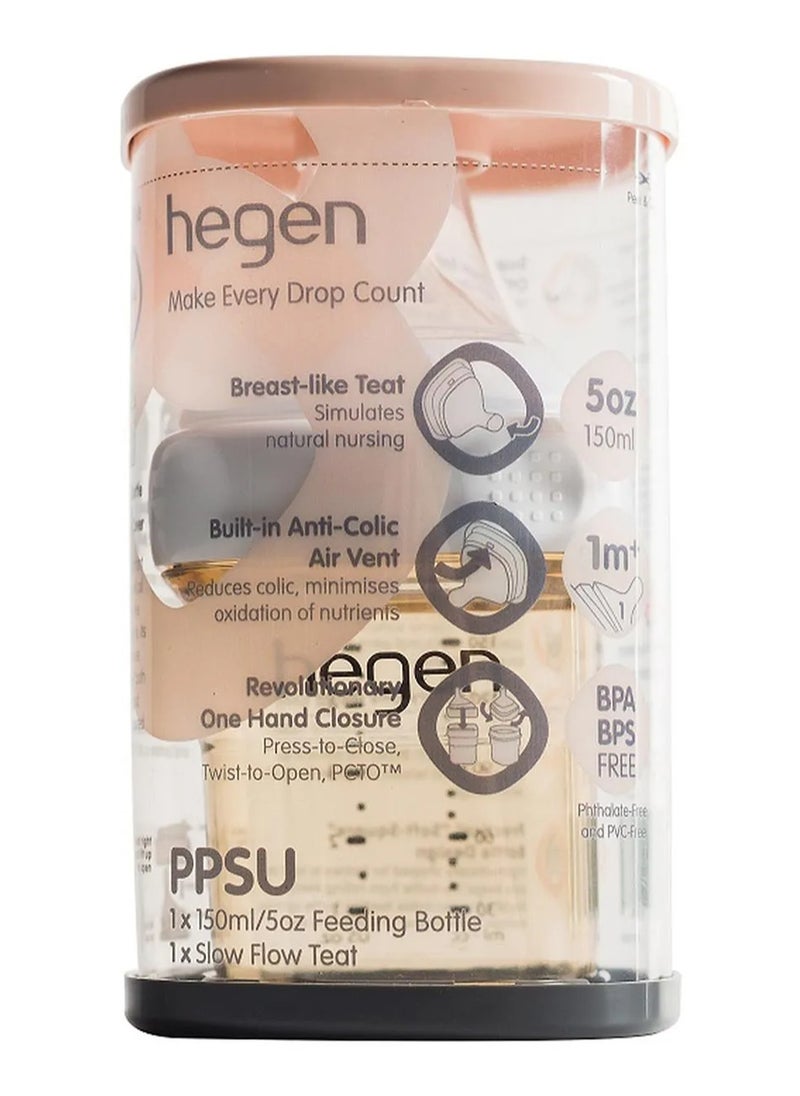 hegen
Make Every Drop Count
Breast-like Teat
Simulates
natural nursing
5oz
150ml
Built-in Anti-Colic
Air Vent
Reduces colic, minimises
oxidation of nutrients
1m+
1
hegen
Revolutionary
One Hand Closure
Press-to-Close,
Twist-to-Open, PCTO™
BPA
BPS
FREE
Phthalate-Free
and PVC-Free
PPSU
1 x 150ml/5oz Feeding Bottle
1 x Slow Flow Teat